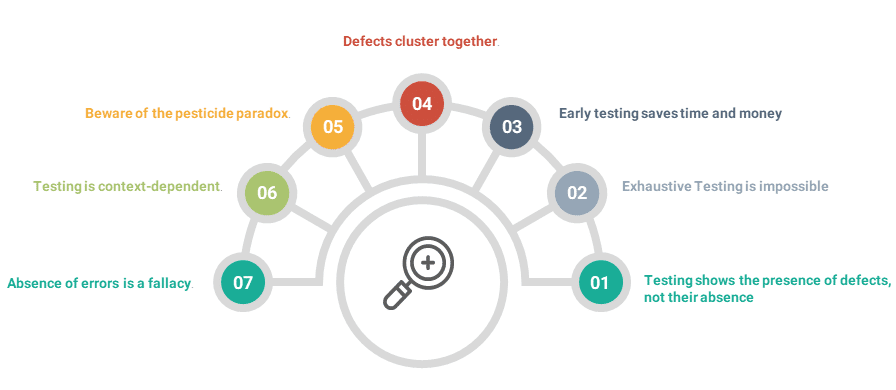 Defects cluster together.
04
Beware of the pesticide paradox.
05
03
Early testing saves time and money
Testing is context-dependent.
06
02
Exhaustive Testing is impossible
Absence of errors is a fallacy.
07
01
Testing shows the presence of defects,
not their absence